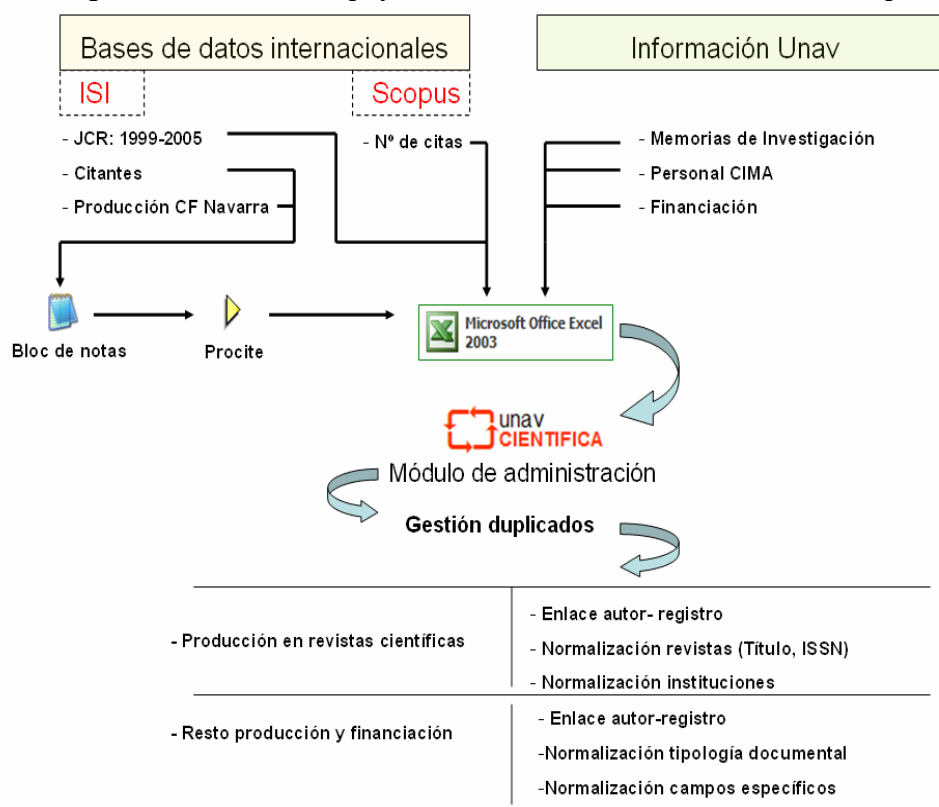 Bases de datos internacionales
Información Unav
ISI
Scopus
- JCR: 1999-2005
- Citantes
- Producción CF Navarra
- Nº de citas
- Memorias de Investigación
- Personal CIMA
- Financiación
Bloc de notas
Procite
Microsoft Office Excel
2003
unav
CIENTIFICA
Módulo de administración
Gestión duplicados
- Producción en revistas científicas
- Enlace autor- registro
- Normalización revistas (Título, ISSN)
- Normalización instituciones
- Resto producción y financiación
- Enlace autor-registro
-Normalización tipología documental
-Normalización campos específicos